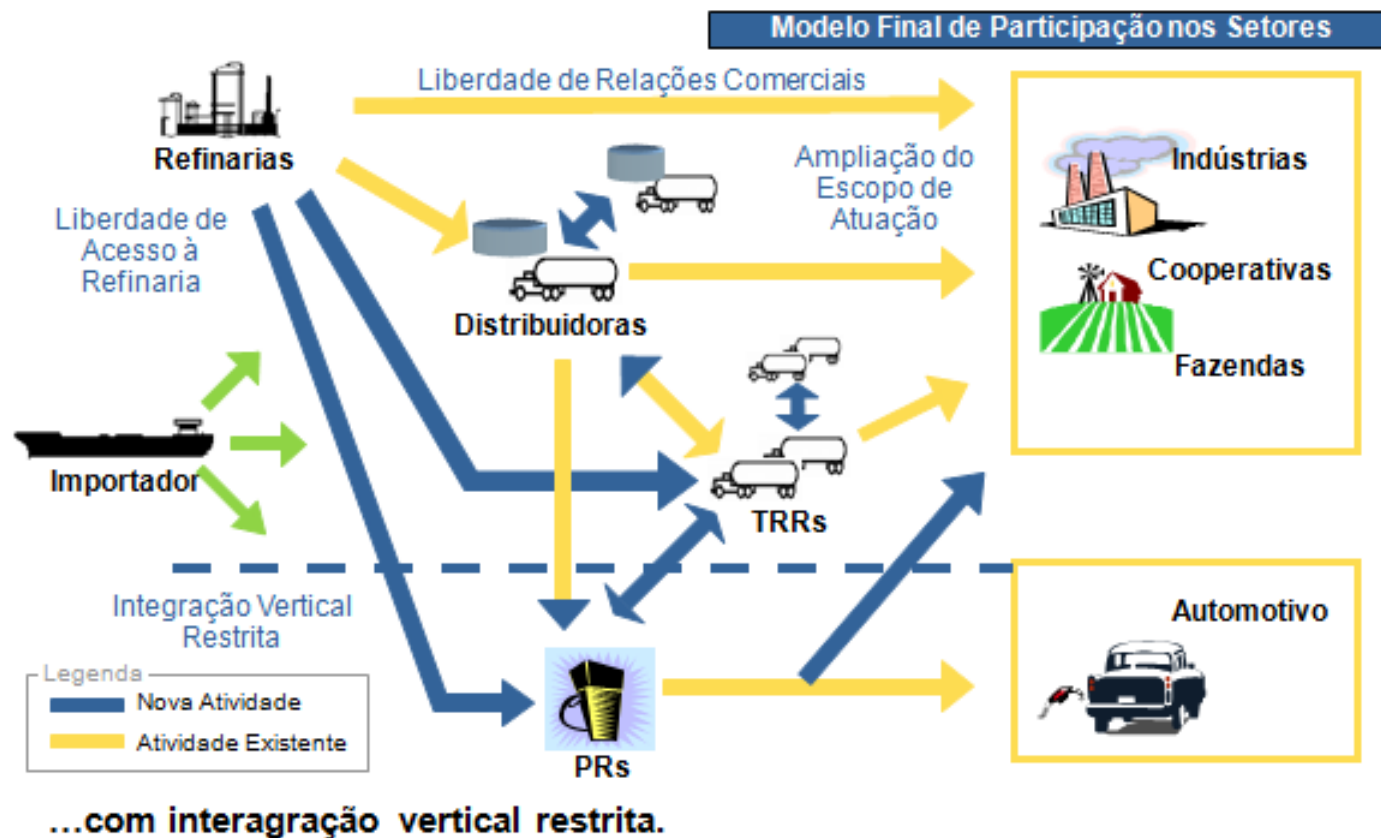 Modelo Final de Participação nos Setores
Liberdade de Relações Comerciais
Refinarias
Ampliação do
Escopo de
Atuação
Indústrias
Liberdade de
Acesso à
Refinaria
Cooperativas
Distribuidoras
Fazendas
Importador
TRRs
Integração Vertical
Restrita
Automotivo
Legenda
Nova Atividade
Atividade Existente
PRs
...com interagração vertical restrita.